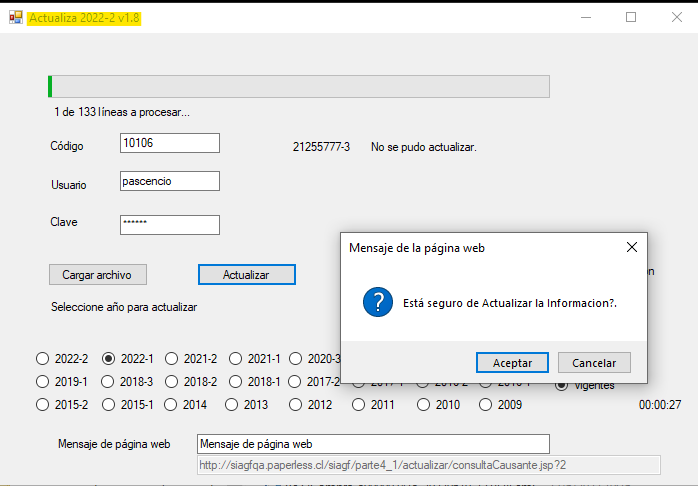 Actualiza 2022-2 v1.8
1 de 133 líneas a procesar...
Código
10106
21255777-3
No se pudo actualizar.
Usuario
pascencio
Clave
******
Mensaje de la página web
Está seguro de Actualizar la Informacion?.
Aceptar
Cancelar
Cargar archivo
Actualizar
Seleccione año para actualizar
2022-2
2022-1
2021-2
2021-1
2020-3
2019-1
2018-3
2018-2
2018-1
2017-2
Vigentes
2015-2
2015-1
2014
2013
2012
2011
2010
2009
00:00:27
Mensaje de página web
Mensaje de página web
http://siagfqa.paperless.cl/siagf/parte4_1/actualizar/consultaCausante.jsp?2